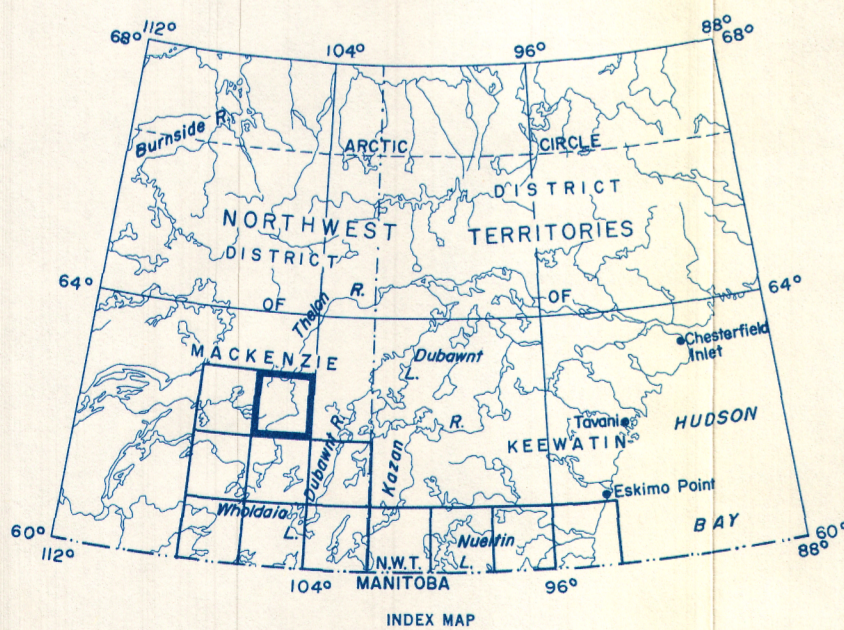 112° 88°
68° 68°
104° 96°
Burnside R.
ARCTIC CIRCLE
DISTRICT
NORTHWEST TERRITORIES
DISTRICT
64° 64°
OF Thelon R. OF
MACKENZIE
Dubawnt
L.
Chesterfield
Inlet
Dubawnt R.
Kazan R.
Tavani
HUDSON
KEEWATIN
Eskimo Point
Wholdaia
L.
Nueltin
L.
BAY
60° 60°
112° 88°
N.W.T.
104° MANITOBA 96°
INDEX MAP